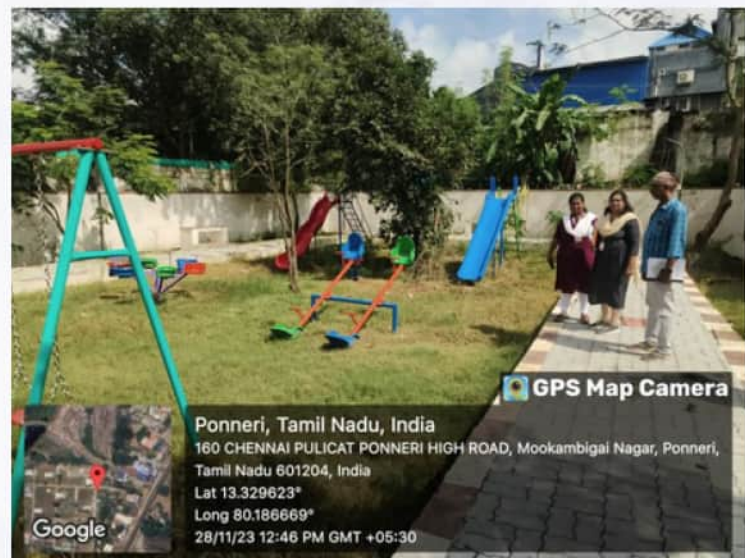 GPS Map Camera
Ponneri, Tamil Nadu, India
160 CHENNAI PULICAT PONNERI HIGH ROAD, Mookambigai Nagar, Ponneri,
Tamil Nadu 601204, India
Lat 13.329623°
Long 80.186669°
28/11/23 12:46 PM GMT +05:30
Google